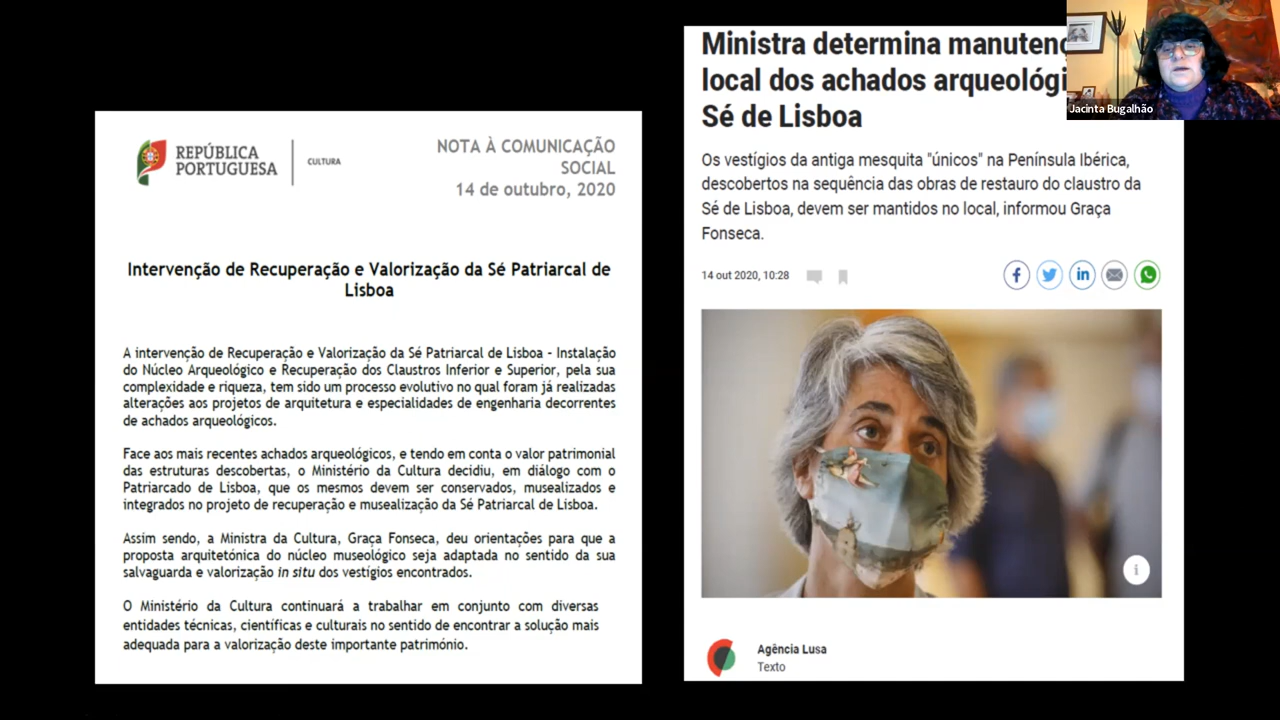 REPÚBLICA
PORTUGUESA
CULTURA
NOTA À COMUNICAÇÃO
SOCIAL
14 de outubro, 2020
Intervenção de Recuperação e Valorização da Sé Patriarcal de
Lisboa
A intervenção de Recuperação e Valorização da Sé Patriarcal de Lisboa - Instalação
do Núcleo Arqueológico e Recuperação dos Claustros Inferior e Superior, pela sua
complexidade e riqueza, tem sido um processo evolutivo no qual foram já realizadas
alterações aos projetos de arquitetura e especialidades de engenharia decorrentes
de achados arqueológicos.
Face aos mais recentes achados arqueológicos, e tendo em conta o valor patrimonial
das estruturas descobertas, o Ministério da Cultura decidiu, em diálogo com o
Patriarcado de Lisboa, que os mesmos devem ser conservados, musealizados e
integrados no projeto de recuperação e musealização da Sé Patriarcal de Lisboa.
Assim sendo, a Ministra da Cultura, Graça Fonseca, deu orientações para que a
proposta arquitetónica do núcleo museológico seja adaptada no sentido da sua
salvaguarda e valorização in situ dos vestígios encontrados.
O Ministério da Cultura continuará a trabalhar em conjunto com diversas
entidades técnicas, científicas e culturais no sentido de encontrar a solução mais
adequada para a valorização deste importante património.
Ministra determina manutenç
local dos achados arqueológi
Sé de Lisboa
Os vestígios da antiga mesquita "únicos" na Península Ibérica,
descobertos na sequência das obras de restauro do claustro da
Sé de Lisboa, devem ser mantidos no local, informou Graça
Fonseca.
14 out 2020, 10:28
Agência Lusa
Texto
Jacinta Bugalhão